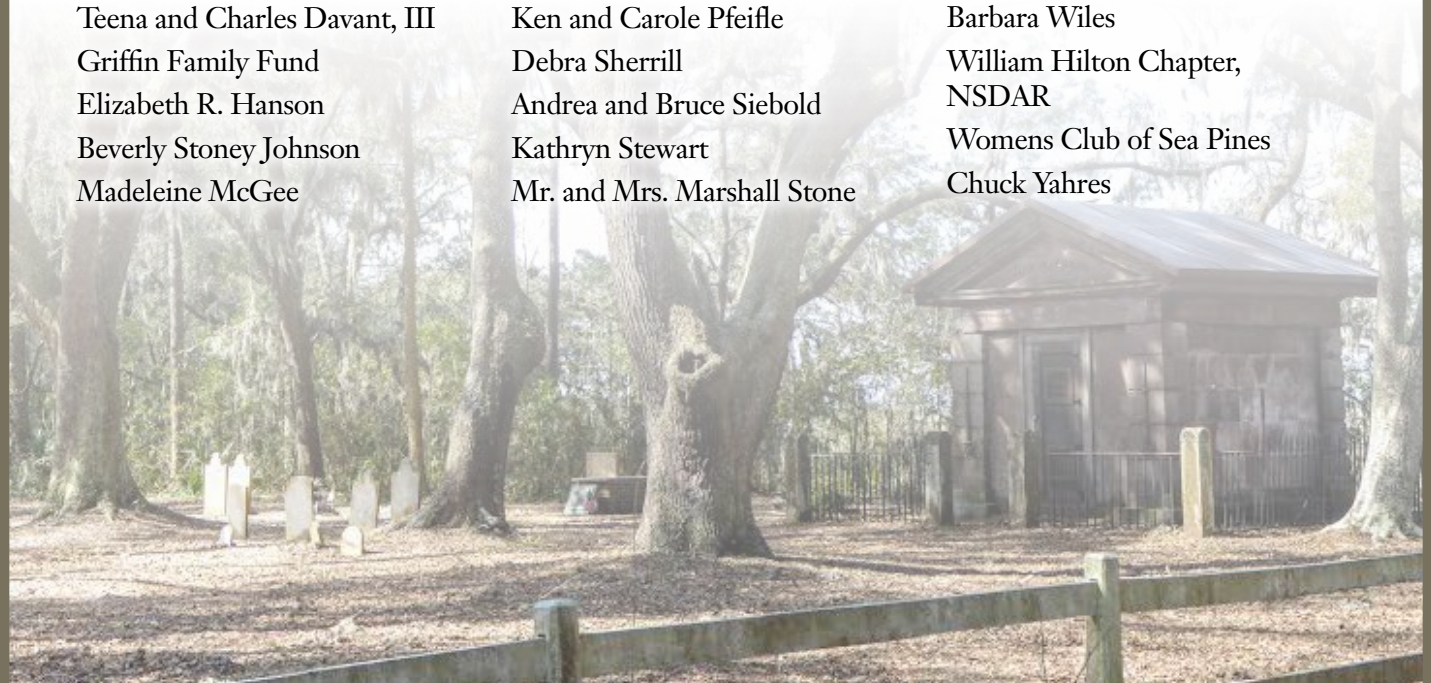 Teena and Charles Davant, III
Griffin Family Fund
Elizabeth R. Hanson
Beverly Stoney Johnson
Madeleine McGee
Ken and Carole Pfeifle
Debra Sherrill
Andrea and Bruce Siebold
Kathryn Stewart
Mr. and Mrs. Marshall Stone
Barbara Wiles
William Hilton Chapter,
NSDAR
Womens Club of Sea Pines
Chuck Yahres